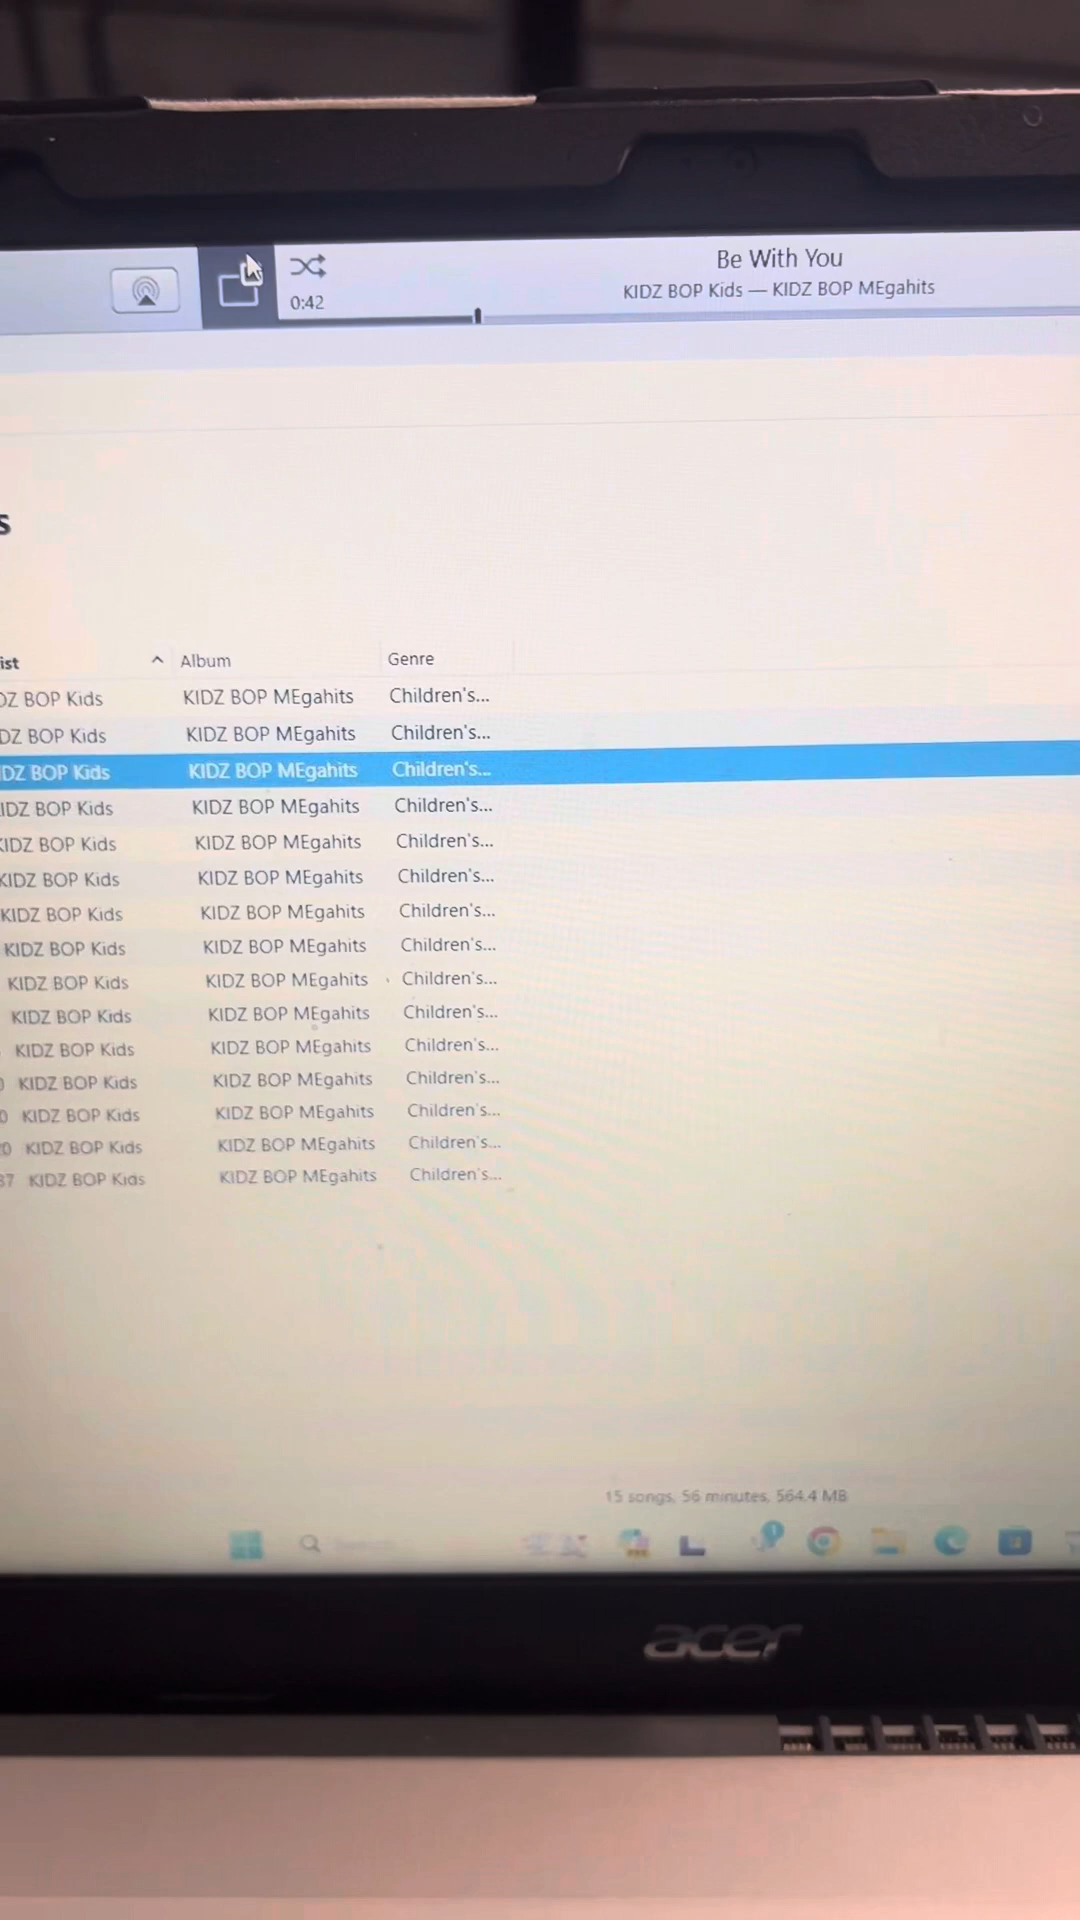 Be With You
0:42
KIDZ BOP Kids — KIDZ BOP MEgahits
s
ist Album Genre
DZ BOP Kids KIDZ BOP MEgahits Children's...
DZ BOP Kids KIDZ BOP MEgahits Children's...
IDZ BOP Kids KIDZ BOP MEgahits Children's...
IDZ BOP Kids KIDZ BOP MEgahits Children's...
KIDZ BOP Kids KIDZ BOP MEgahits Children's...
KIDZ BOP Kids KIDZ BOP MEgahits Children's...
KIDZ BOP Kids KIDZ BOP MEgahits Children's...
KIDZ BOP Kids KIDZ BOP MEgahits Children's...
KIDZ BOP Kids KIDZ BOP MEgahits Children's...
KIDZ BOP Kids KIDZ BOP MEgahits Children's...
KIDZ BOP Kids KIDZ BOP MEgahits Children's...
0 KIDZ BOP Kids KIDZ BOP MEgahits Children's...
0 KIDZ BOP Kids KIDZ BOP MEgahits Children's...
20 KIDZ BOP Kids KIDZ BOP MEgahits Children's...
37 KIDZ BOP Kids KIDZ BOP MEgahits Children's...
15 songs, 56 minutes, 564.4 MB
acer